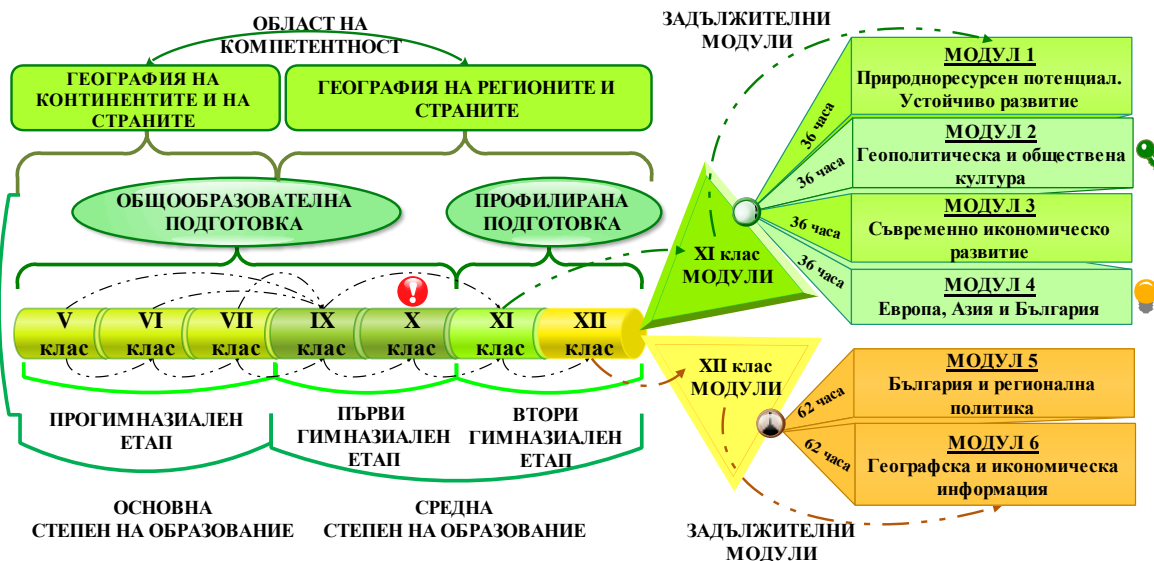 ОБЛАСТ НА
КОМПЕТЕНТНОСТ
ГЕОГРАФИЯ НА
КОНТИНЕНТИТЕ И НА
СТРАНИТЕ
ГЕОГРАФИЯ НА РЕГИОНИТЕ И
СТРАНИТЕ
ОБЩООБРАЗОВАТЕЛНА
ПОДГОТОВКА
ПРОФИЛИРАНА
ПОДГОТОВКА
V
клас
VI
клас
VII
клас
IX
клас
X
клас
XI
клас
XII
клас
ПРОГИМНАЗИАЛЕН
ЕТАП
ПЪРВИ
ГИМНАЗИАЛЕН
ЕТАП
ВТОРИ
ГИМНАЗИАЛЕН
ЕТАП
ОСНОВНА
СТЕПЕН НА ОБРАЗОВАНИЕ
СРЕДНА
СТЕПЕН НА ОБРАЗОВАНИЕ
ЗАДЪЛЖИТЕЛНИ
МОДУЛИ
XI клас
МОДУЛИ
36 часа
МОДУЛ 1
Природноресурсен потенциал.
Устойчиво развитие
36 часа
МОДУЛ 2
Геополитическа и обществена
култура
36 часа
МОДУЛ 3
Съвременно икономическо
развитие
36 часа
МОДУЛ 4
Европа, Азия и България
XII клас
МОДУЛИ
62 часа
МОДУЛ 5
България и регионална
политика
62 часа
МОДУЛ 6
Географска и икономическа
информация
ЗАДЪЛЖИТЕЛНИ
МОДУЛИ